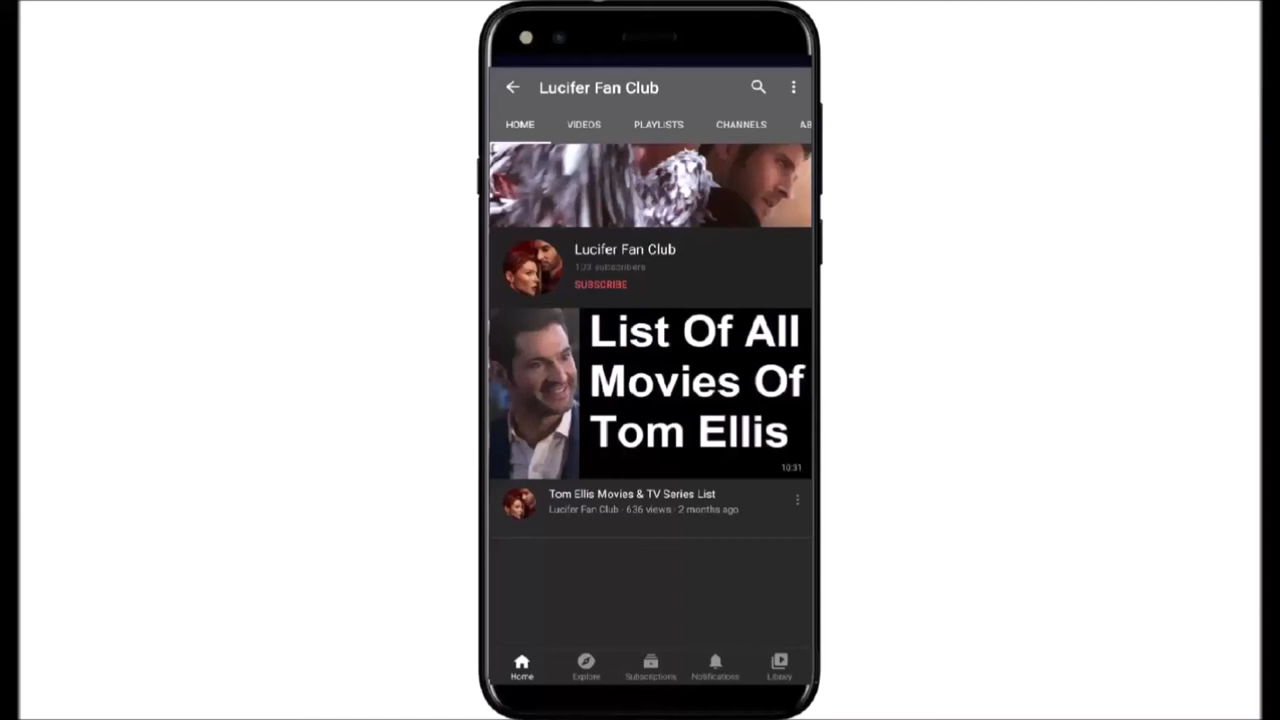 Lucifer Fan Club
HOME VIDEOS PLAYLISTS CHANNELS AB
Lucifer Fan Club
subscribers
SUBSCRIBE
List Of All
Movies Of
Tom Ellis
10:31
Tom Ellis Movies & TV Series List
Lucifer Fan Club · 636 views · 2 months ago
Home Explore Subscriptions Notifications Library